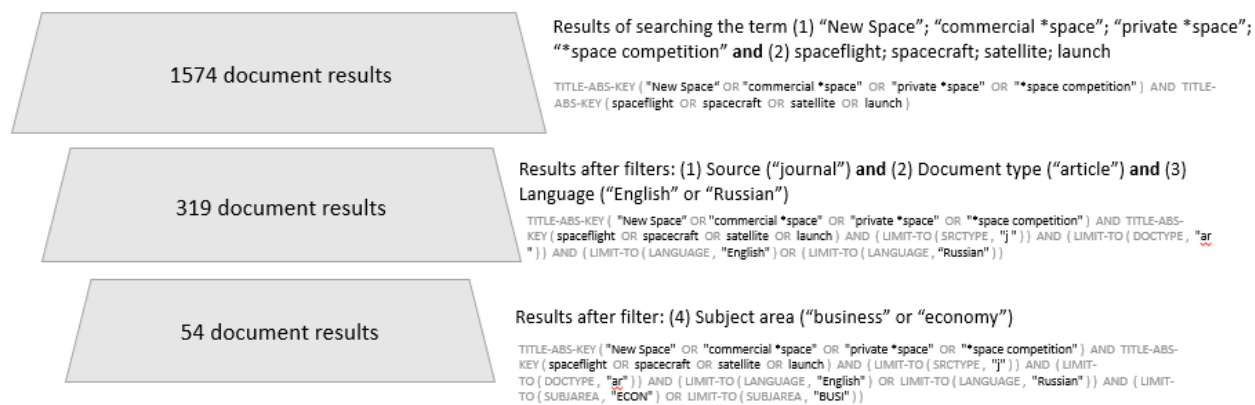 1574 document results
Results of searching the term (1) “New Space”; “commercial *space”; “private *space”;
“*space competition” and (2) spaceflight; spacecraft; satellite; launch
TITLE-ABS-KEY ( "New Space" OR "commercial *space" OR "private *space" OR "*space competition" ) AND TITLE-
ABS-KEY ( spaceflight OR spacecraft OR satellite OR launch )
319 document results
Results after filters: (1) Source (“journal”) and (2) Document type (“article”) and (3)
Language (“English” or “Russian”)
TITLE-ABS-KEY ( "New Space" OR "commercial *space" OR "private *space" OR "*space competition" ) AND TITLE-ABS-
KEY ( spaceflight OR spacecraft OR satellite OR launch ) AND ( LIMIT-TO ( SRCTYPE , "j " ) ) AND ( LIMIT-TO ( DOCTYPE , "ar
" ) ) AND ( LIMIT-TO ( LANGUAGE , "English" ) OR ( LIMIT-TO ( LANGUAGE , "Russian" ) )
54 document results
Results after filter: (4) Subject area (“business” or “economy”)
TITLE-ABS-KEY ( "New Space" OR "commercial *space" OR "private *space" OR "*space competition" ) AND TITLE-ABS-
KEY ( spaceflight OR spacecraft OR satellite OR launch ) AND ( LIMIT-TO ( SRCTYPE , "j" ) ) AND ( LIMIT-
TO ( DOCTYPE , "ar" ) ) AND ( LIMIT-TO ( LANGUAGE , "English" ) OR LIMIT-TO ( LANGUAGE , "Russian" ) ) AND ( LIMIT-
TO ( SUBJAREA , "ECON" ) OR LIMIT-TO ( SUBJAREA , "BUSI" ) )